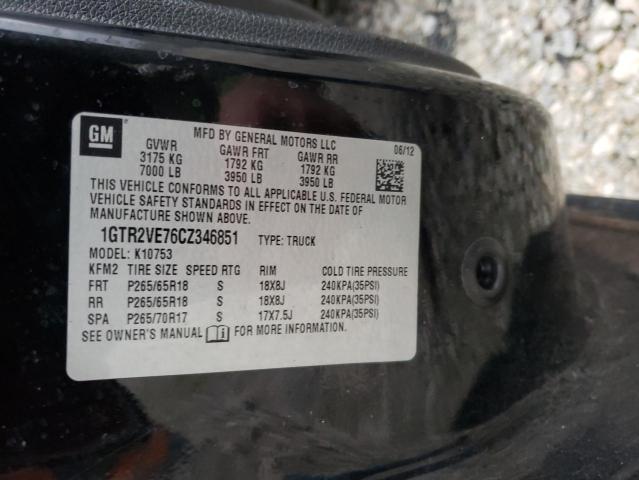 GM
MFD BY GENERAL MOTORS LLC
06/12
GVWR GAWR FRT GAWR RR
3175 KG 1792 KG 1792 KG
7000 LB 3950 LB 3950 LB
THIS VEHICLE CONFORMS TO ALL APPLICABLE U.S. FEDERAL MOTOR
VEHICLE SAFETY STANDARDS IN EFFECT ON THE DATE OF
MANUFACTURE SHOWN ABOVE.
1GTR2VE76CZ346851 TYPE: TRUCK
MODEL: K10753
KFM2 TIRE SIZE SPEED RTG RIM COLD TIRE PRESSURE
FRT P265/65R18 S 18X8J 240KPA(35PSI)
RR P265/65R18 S 18X8J 240KPA(35PSI)
SPA P265/70R17 S 17X7.5J 240KPA(35PSI)
SEE OWNER'S MANUAL FOR MORE INFORMATION.